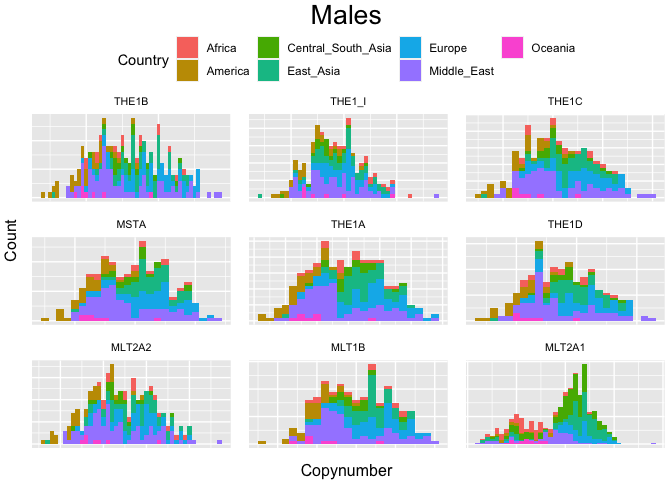 Males
Country Africa Central_South_Asia Europe Oceania
America East_Asia Middle_East
THE1B THE1_I THE1C
MSTA THE1A THE1D
MLT2A2 MLT1B MLT2A1
Count
Copynumber